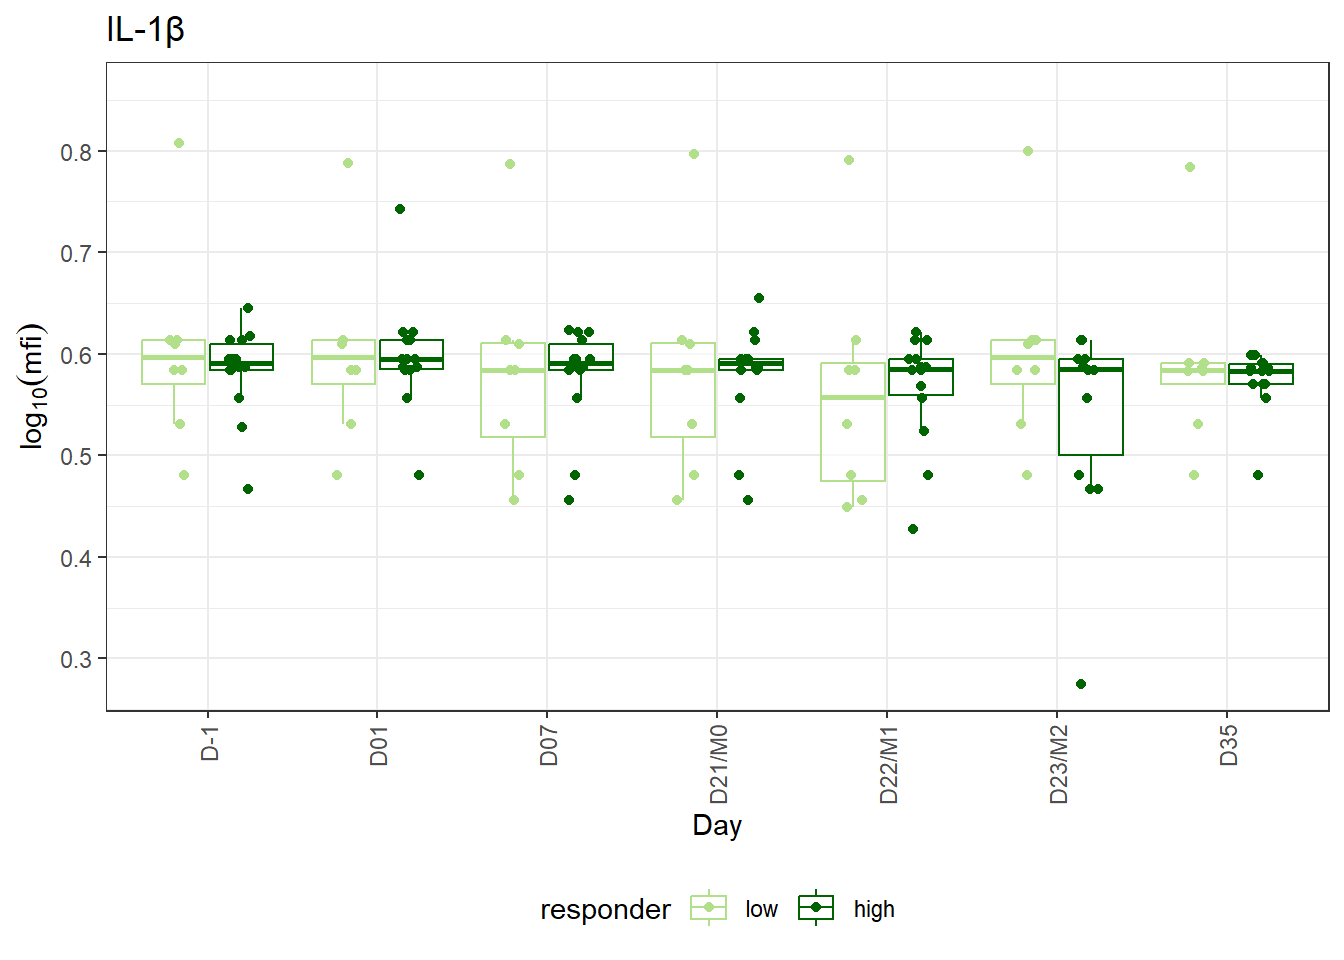 IL-1β
0.8
0.7
0.6
0.5
0.4
0.3
log10(mfi)
D-1
D01
D07
D21/M0
D22/M1
D23/M2
D35
Day
responder low high